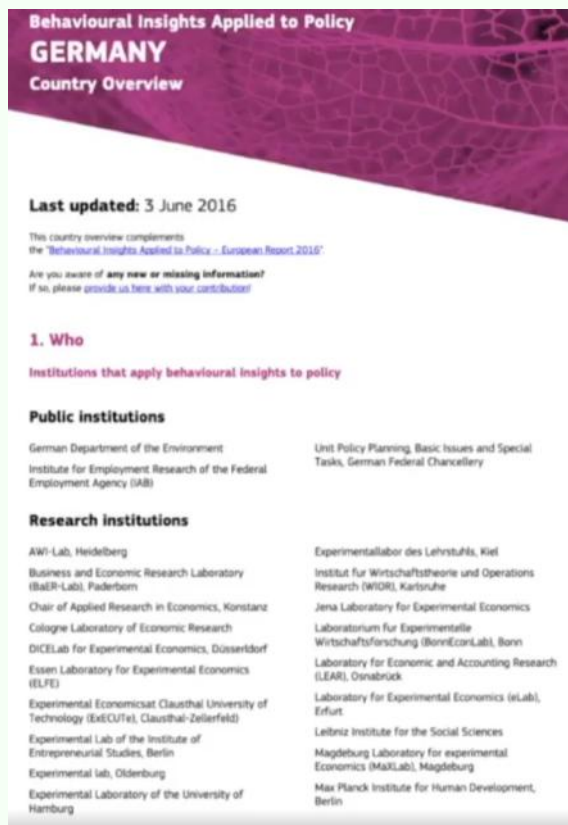 Behavioural Insights Applied to Policy
GERMANY
Country Overview
Last updated: 3 June 2016
This country overview complements
the "Behavioural Insights Applied to Policy - European Report 2016".
Are you aware of any new or missing information?
If so, please provide us here with your contribution!
1. Who
Institutions that apply behavioural insights to policy
Public institutions
German Department of the Environment
Institute for Employment Research of the Federal
Employment Agency (IAB)
Unit Policy Planning, Basic Issues and Special
Tasks, German Federal Chancellery
Research institutions
AWI-Lab, Heidelberg
Business and Economic Research Laboratory
(BaER-Lab), Paderborn
Chair of Applied Research in Economics, Konstanz
Cologne Laboratory of Economic Research
DICELab for Experimental Economics, Düsseldorf
Essen Laboratory for Experimental Economics
(ELFE)
Experimental Economicsat Clausthal University of
Technology (ExECUTe), Clausthal-Zellerfeld)
Experimental Lab of the Institute of
Entrepreneurial Studies, Berlin
Experimental lab, Oldenburg
Experimental Laboratory of the University of
Hamburg
Experimentallabor des Lehrstuhls, Kiel
Institut fur Wirtschaftstheorie und Operations
Research (WIOR), Karlsruhe
Jena Laboratory for Experimental Economics
Laboratorium fur Experimentelle
Wirtschaftsforschung (BonnEconLab), Bonn
Laboratory for Economic and Accounting Research
(LEAR), Osnabrück
Laboratory for Experimental Economics (eLab),
Erfurt
Leibniz Institute for the Social Sciences
Magdeburg Laboratory for experimental
Economics (MaXLab), Magdeburg
Max Planck Institute for Human Development,
Berlin